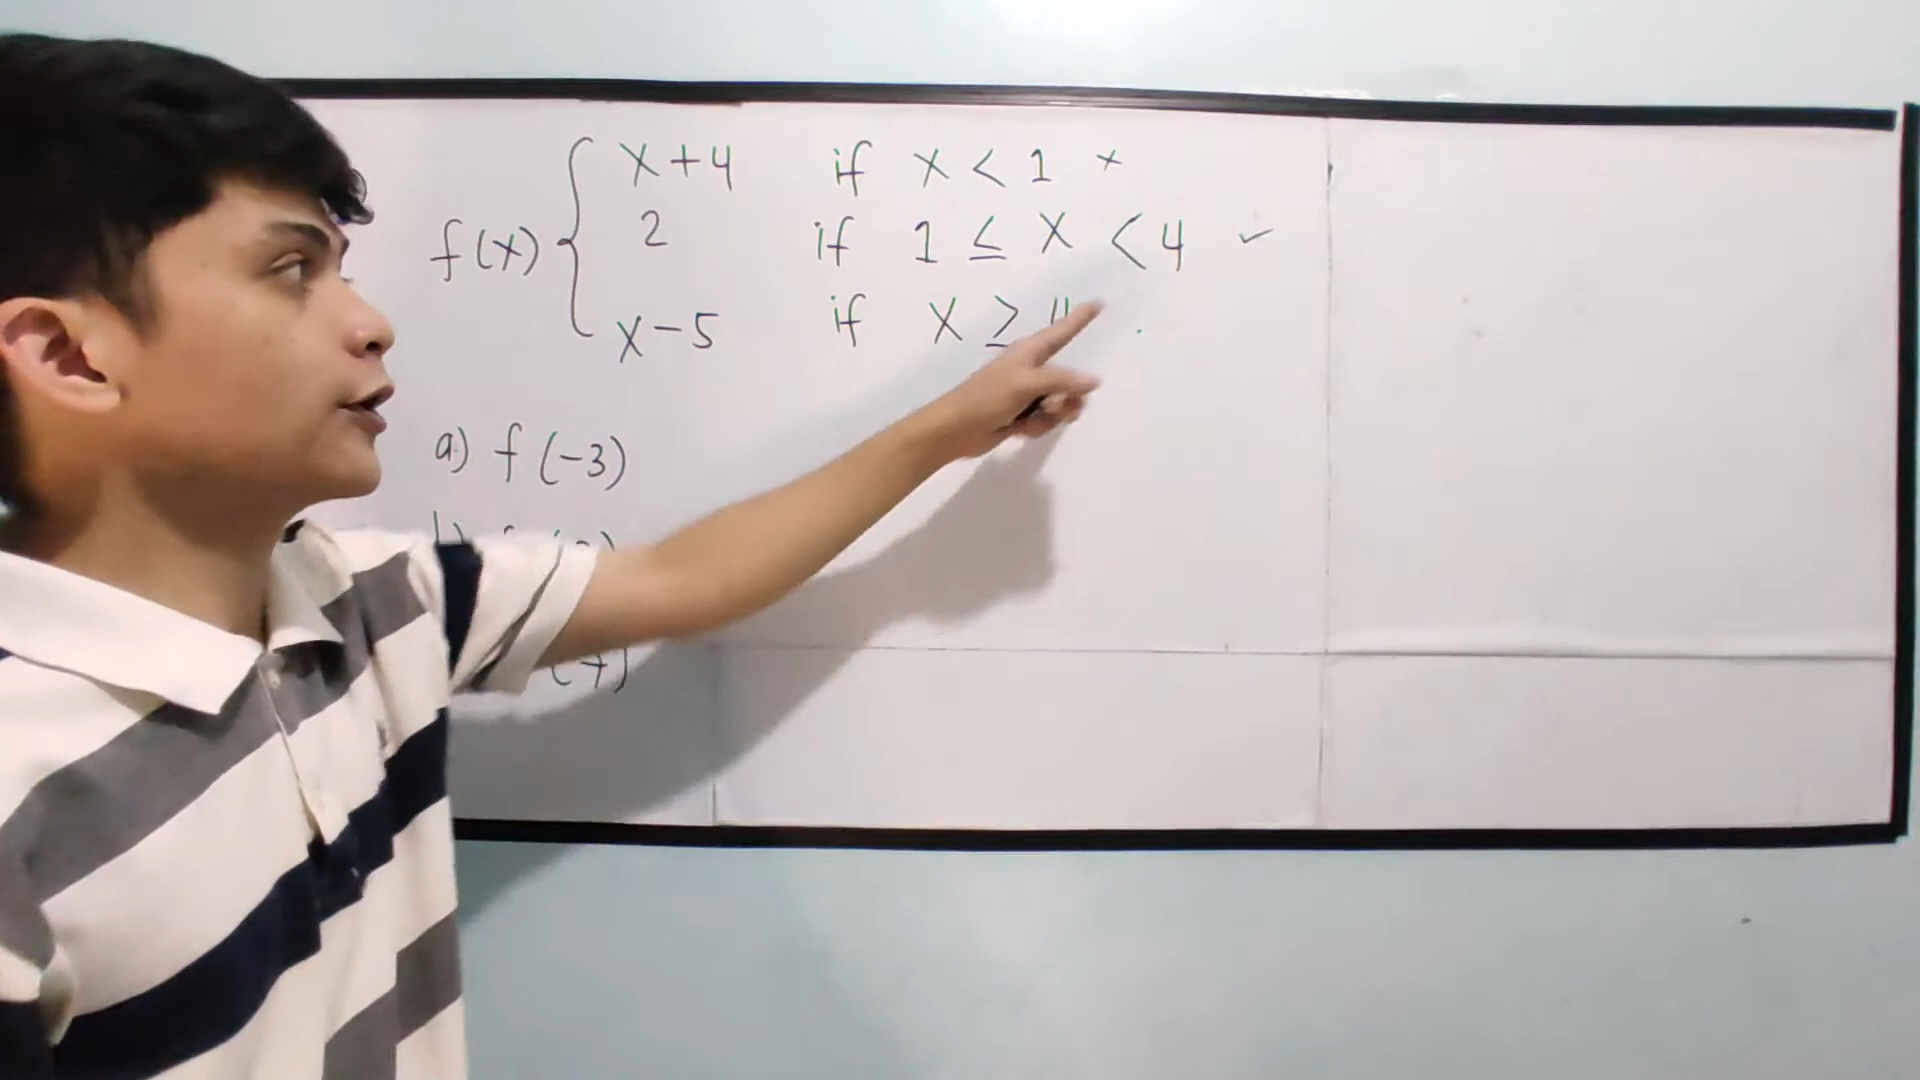 f(x) { x+4 if x < 1 ×
2 if 1 ≤ x < 4 ✓
x-5 if x ≥ 4
a) f(-3)